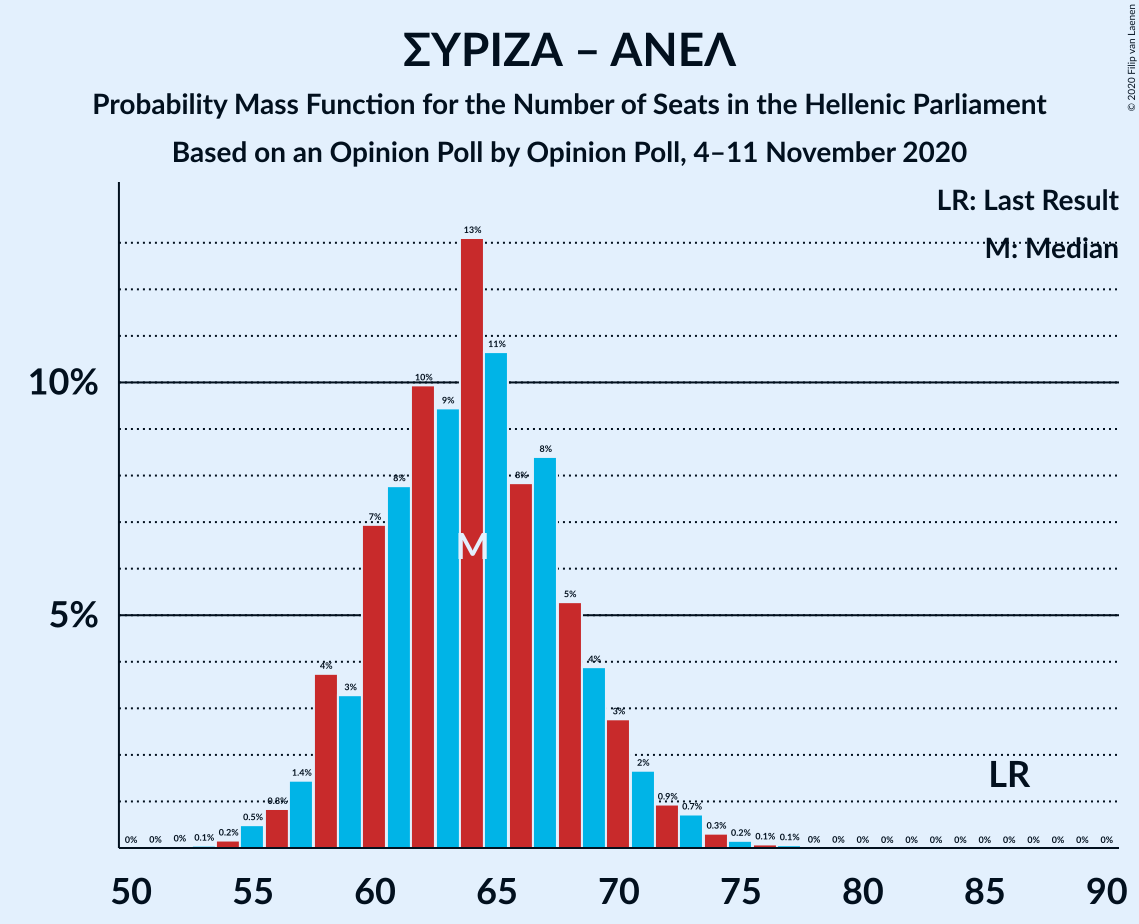 ΣΥΡΙΖΑ – ΑΝΕΛ
Probability Mass Function for the Number of Seats in the Hellenic Parliament
Based on an Opinion Poll by Opinion Poll, 4–11 November 2020
© 2020 Filip van Laenen
LR: Last Result
M: Median
10%
5%
0% 0% 0% 0.1% 0.2% 0.5% 0.8% 1.4% 4% 3% 7% 8% 10% 9% 13% 11% 8% 8% 5% 4% 3% 2% 0.9% 0.7% 0.3% 0.2% 0.1% 0.1% 0% 0% 0% 0% 0% 0% 0% 0% 0% 0% 0% 0% 0%
M
LR
50 55 60 65 70 75 80 85 90